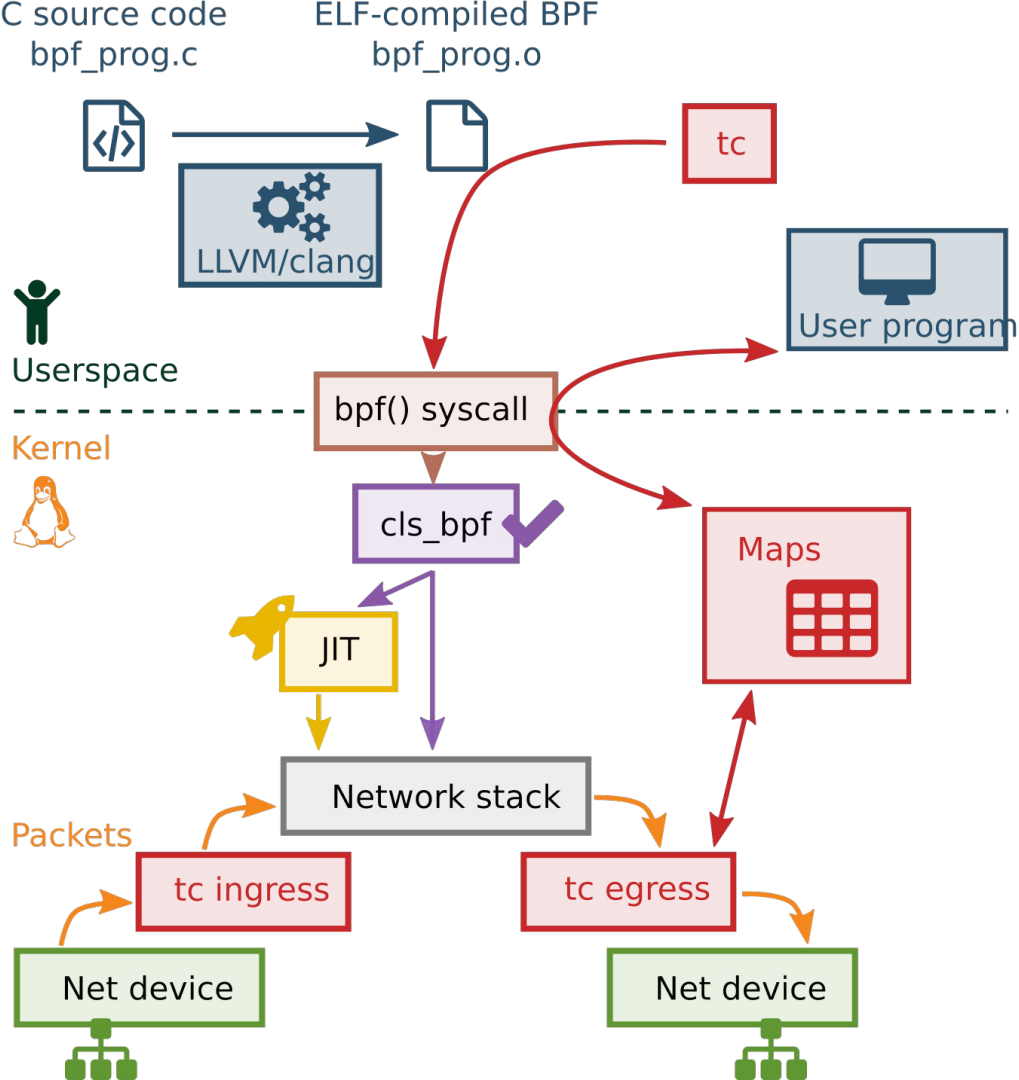 C source code
bpf_prog.c
ELF-compiled BPF
bpf_prog.o
</>
tc
LLVM/clang
User program
Userspace
bpf() syscall
Kernel
cls_bpf
Maps
JIT
Network stack
Packets
tc ingress
tc egress
Net device
Net device